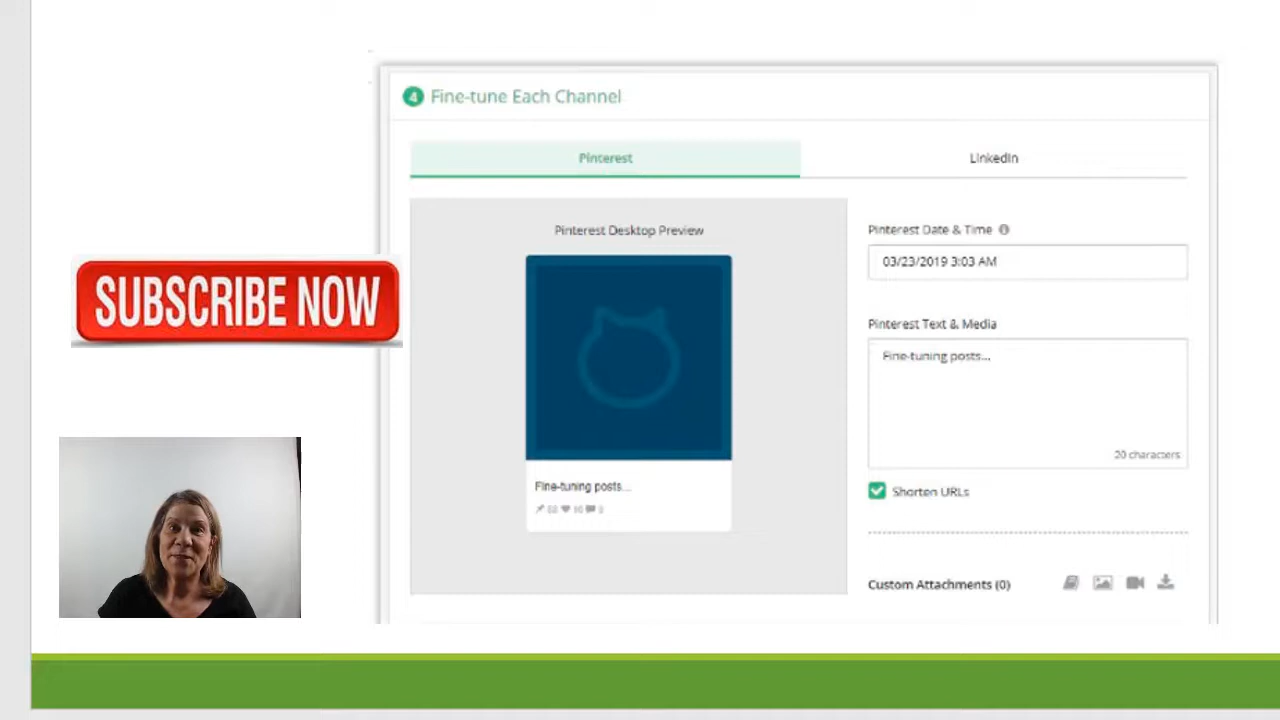 4 Fine-tune Each Channel
Pinterest
LinkedIn
Pinterest Desktop Preview
Pinterest Date & Time
03/23/2019 3:03 AM
SUBSCRIBE NOW
Pinterest Text & Media
Fine-tuning posts...
20 characters
Fine-tuning posts...
Shorten URLs
Custom Attachments (0)